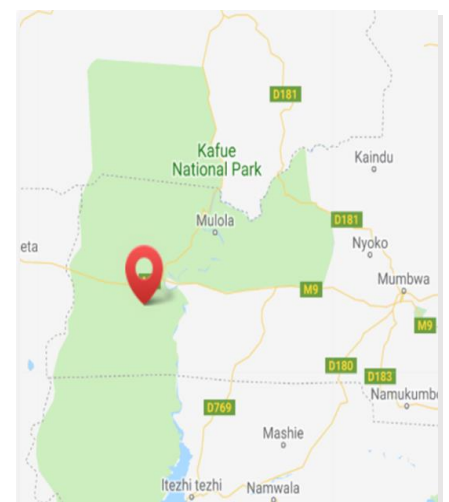 D181
Kafue
National Park
Kaindu
Mulola
D181
eta
Nyoko
Mumbwa
M9
M9
D180
D183
Namukumb
D769
Mashie
Itezhi tezhi
Namwala